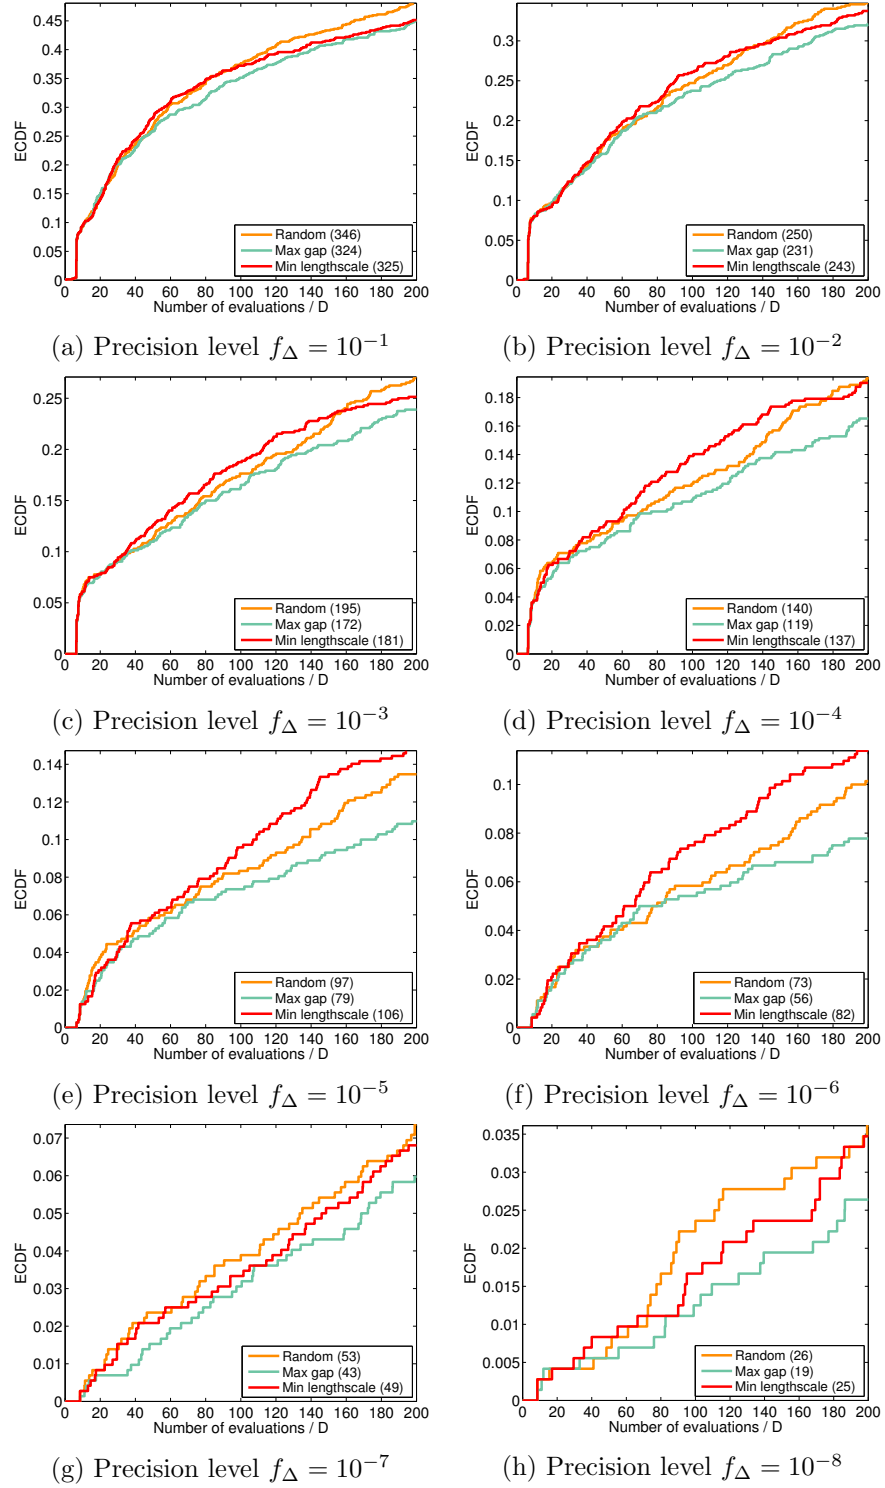 0.45
0.4
0.35
0.3
0.25
0.2
0.15
0.1
0.05
0
ECDF
Random (346)
Max gap (324)
Min lengthscale (325)
0 20 40 60 80 100 120 140 160 180 200
Number of evaluations / D
(a) Precision level f_Δ = 10^−1
0.3
0.25
0.2
0.15
0.1
0.05
0
ECDF
Random (250)
Max gap (231)
Min lengthscale (243)
0 20 40 60 80 100 120 140 160 180 200
Number of evaluations / D
(b) Precision level f_Δ = 10^−2
0.25
0.2
0.15
0.1
0.05
0
ECDF
Random (195)
Max gap (172)
Min lengthscale (181)
0 20 40 60 80 100 120 140 160 180 200
Number of evaluations / D
(c) Precision level f_Δ = 10^−3
0.18
0.16
0.14
0.12
0.1
0.08
0.06
0.04
0.02
0
ECDF
Random (140)
Max gap (119)
Min lengthscale (137)
0 20 40 60 80 100 120 140 160 180 200
Number of evaluations / D
(d) Precision level f_Δ = 10^−4
0.14
0.12
0.1
0.08
0.06
0.04
0.02
0
ECDF
Random (97)
Max gap (79)
Min lengthscale (106)
0 20 40 60 80 100 120 140 160 180 200
Number of evaluations / D
(e) Precision level f_Δ = 10^−5
0.1
0.08
0.06
0.04
0.02
0
ECDF
Random (73)
Max gap (56)
Min lengthscale (82)
0 20 40 60 80 100 120 140 160 180 200
Number of evaluations / D
(f) Precision level f_Δ = 10^−6
0.07
0.06
0.05
0.04
0.03
0.02
0.01
0
ECDF
Random (53)
Max gap (43)
Min lengthscale (49)
0 20 40 60 80 100 120 140 160 180 200
Number of evaluations / D
(g) Precision level f_Δ = 10^−7
0.035
0.03
0.025
0.02
0.015
0.01
0.005
0
ECDF
Random (26)
Max gap (19)
Min lengthscale (25)
0 20 40 60 80 100 120 140 160 180 200
Number of evaluations / D
(h) Precision level f_Δ = 10^−8